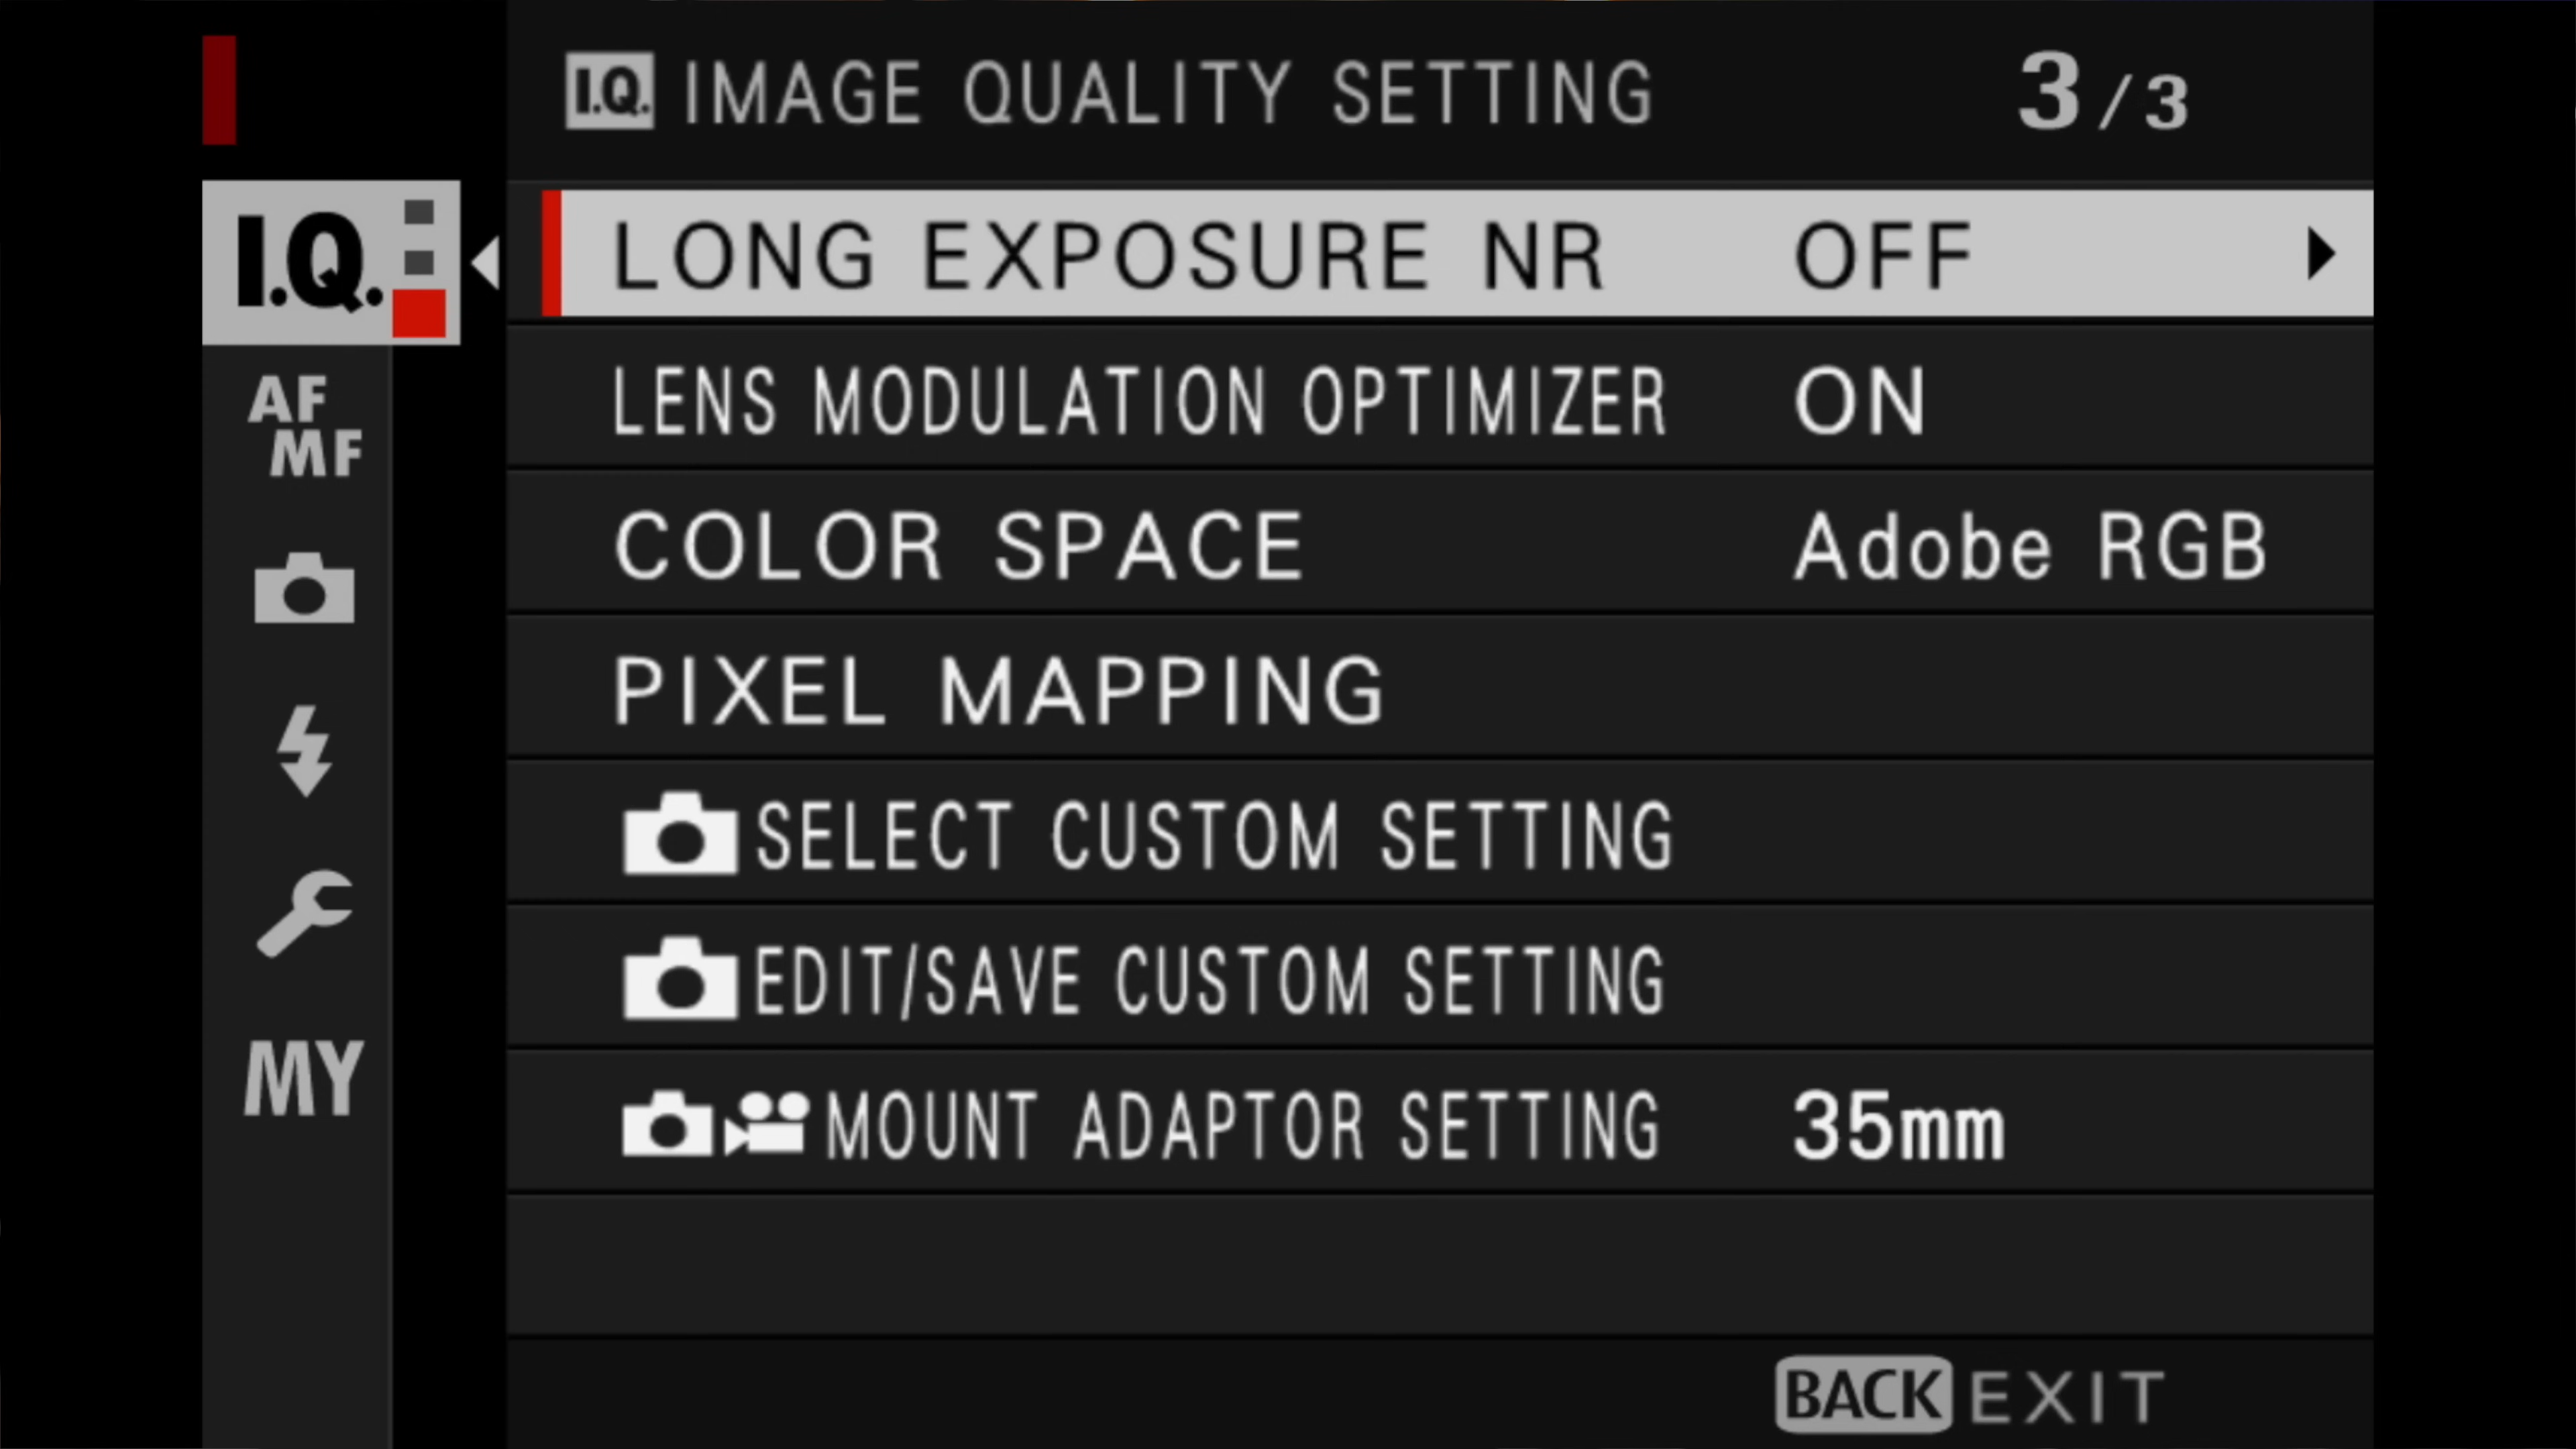 I.Q. IMAGE QUALITY SETTING 3/3
I.Q.
AF
MF
MY
LONG EXPOSURE NR OFF
LENS MODULATION OPTIMIZER ON
COLOR SPACE Adobe RGB
PIXEL MAPPING
SELECT CUSTOM SETTING
EDIT/SAVE CUSTOM SETTING
MOUNT ADAPTOR SETTING 35mm
BACK EXIT